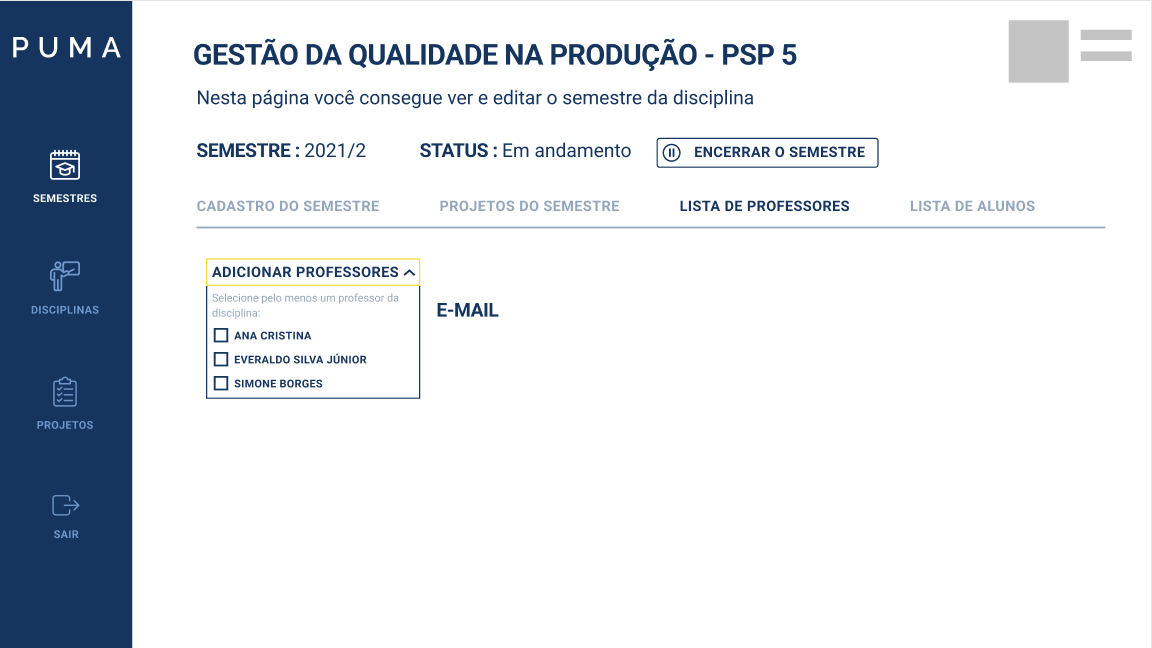 PUMA
GESTÃO DA QUALIDADE NA PRODUÇÃO - PSP 5
Nesta página você consegue ver e editar o semestre da disciplina
SEMESTRE : 2021/2
STATUS : Em andamento
ENCERRAR O SEMESTRE
SEMESTRES
DISCIPLINAS
PROJETOS
SAIR
CADASTRO DO SEMESTRE
PROJETOS DO SEMESTRE
LISTA DE PROFESSORES
LISTA DE ALUNOS
ADICIONAR PROFESSORES
Selecione pelo menos um professor da
disciplina:
ANA CRISTINA
EVERALDO SILVA JÚNIOR
SIMONE BORGES
E-MAIL